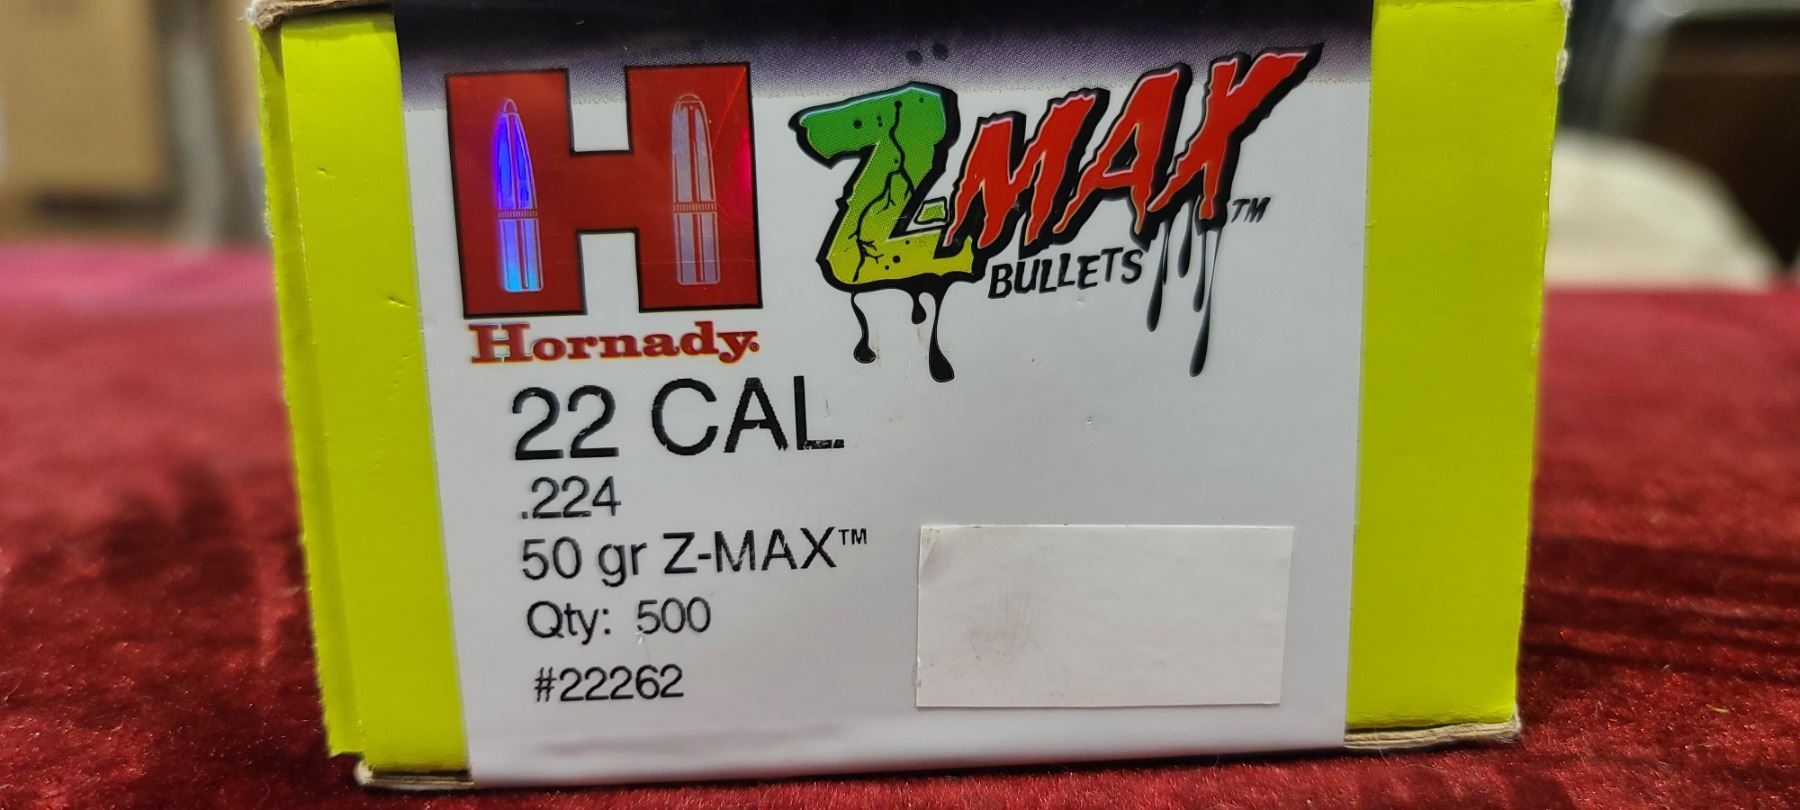 Z-MAX™
BULLETS
Hornady.
22 CAL.
.224
50 gr Z-MAX™
Qty: 500
#22262